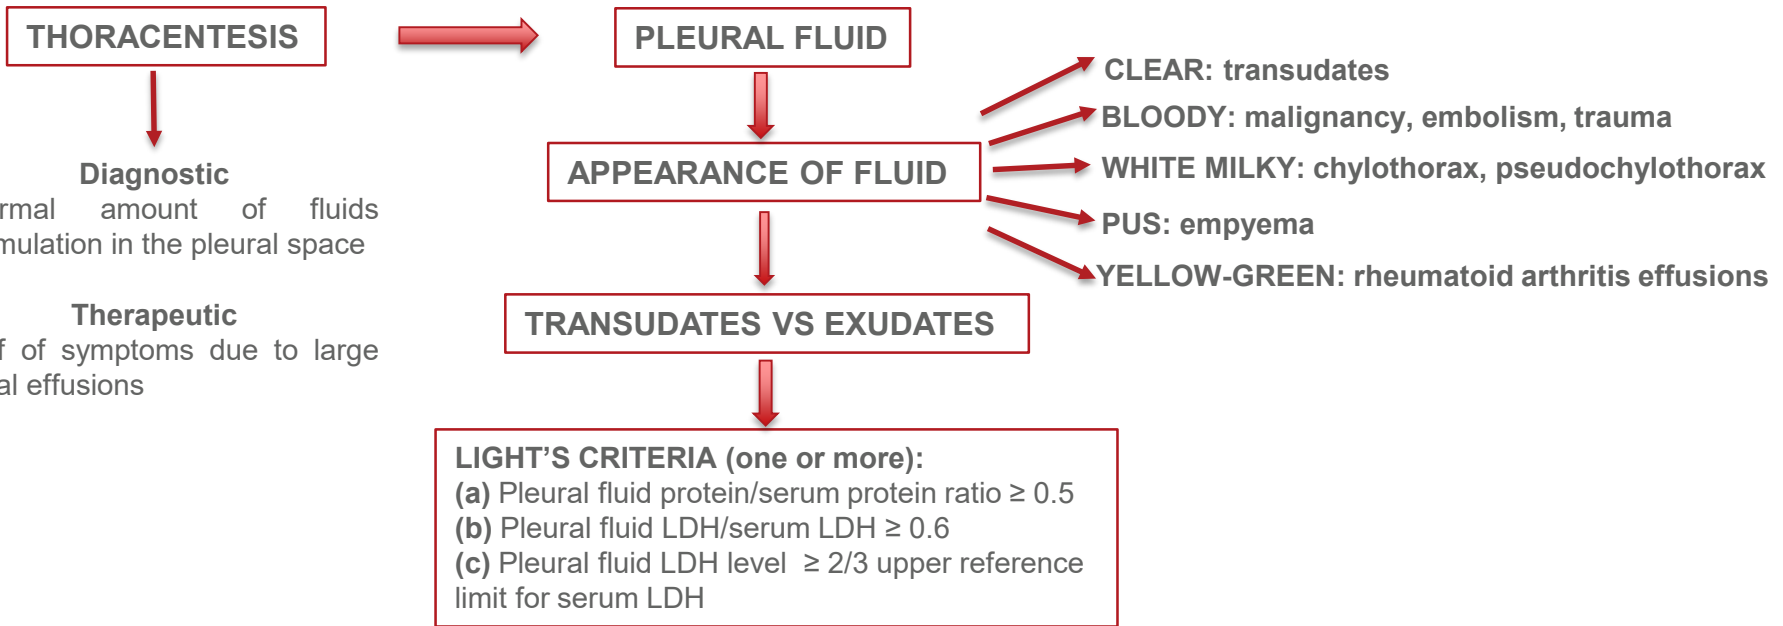 THORACENTESIS
Diagnostic
amount of fluids
in the pleural space
Therapeutic
of symptoms due to large
effusions
PLEURAL FLUID
APPEARANCE OF FLUID
CLEAR: transudates
BLOODY: malignancy, embolism, trauma
WHITE MILKY: chylothorax, pseudochylothorax
PUS: empyema
YELLOW-GREEN: rheumatoid arthritis effusions
TRANSUDATES VS EXUDATES
LIGHT’S CRITERIA (one or more):
(a) Pleural fluid protein/serum protein ratio ≥ 0.5
(b) Pleural fluid LDH/serum LDH ≥ 0.6
(c) Pleural fluid LDH level ≥ 2/3 upper reference
limit for serum LDH